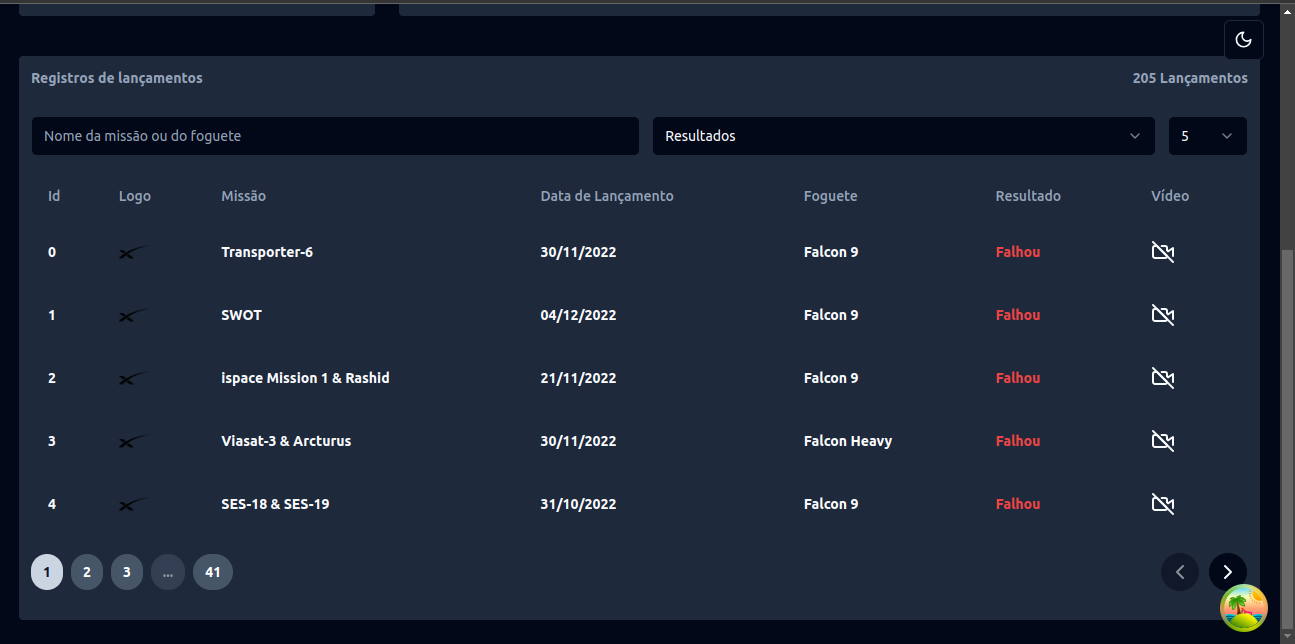 Registros de lançamentos 205 Lançamentos
Nome da missão ou do foguete Resultados 5
Id Logo Missão Data de Lançamento Foguete Resultado Vídeo
0 Transporter-6 30/11/2022 Falcon 9 Falhou
1 SWOT 04/12/2022 Falcon 9 Falhou
2 ispace Mission 1 & Rashid 21/11/2022 Falcon 9 Falhou
3 Viasat-3 & Arcturus 30/11/2022 Falcon Heavy Falhou
4 SES-18 & SES-19 31/10/2022 Falcon 9 Falhou
1 2 3 ... 41